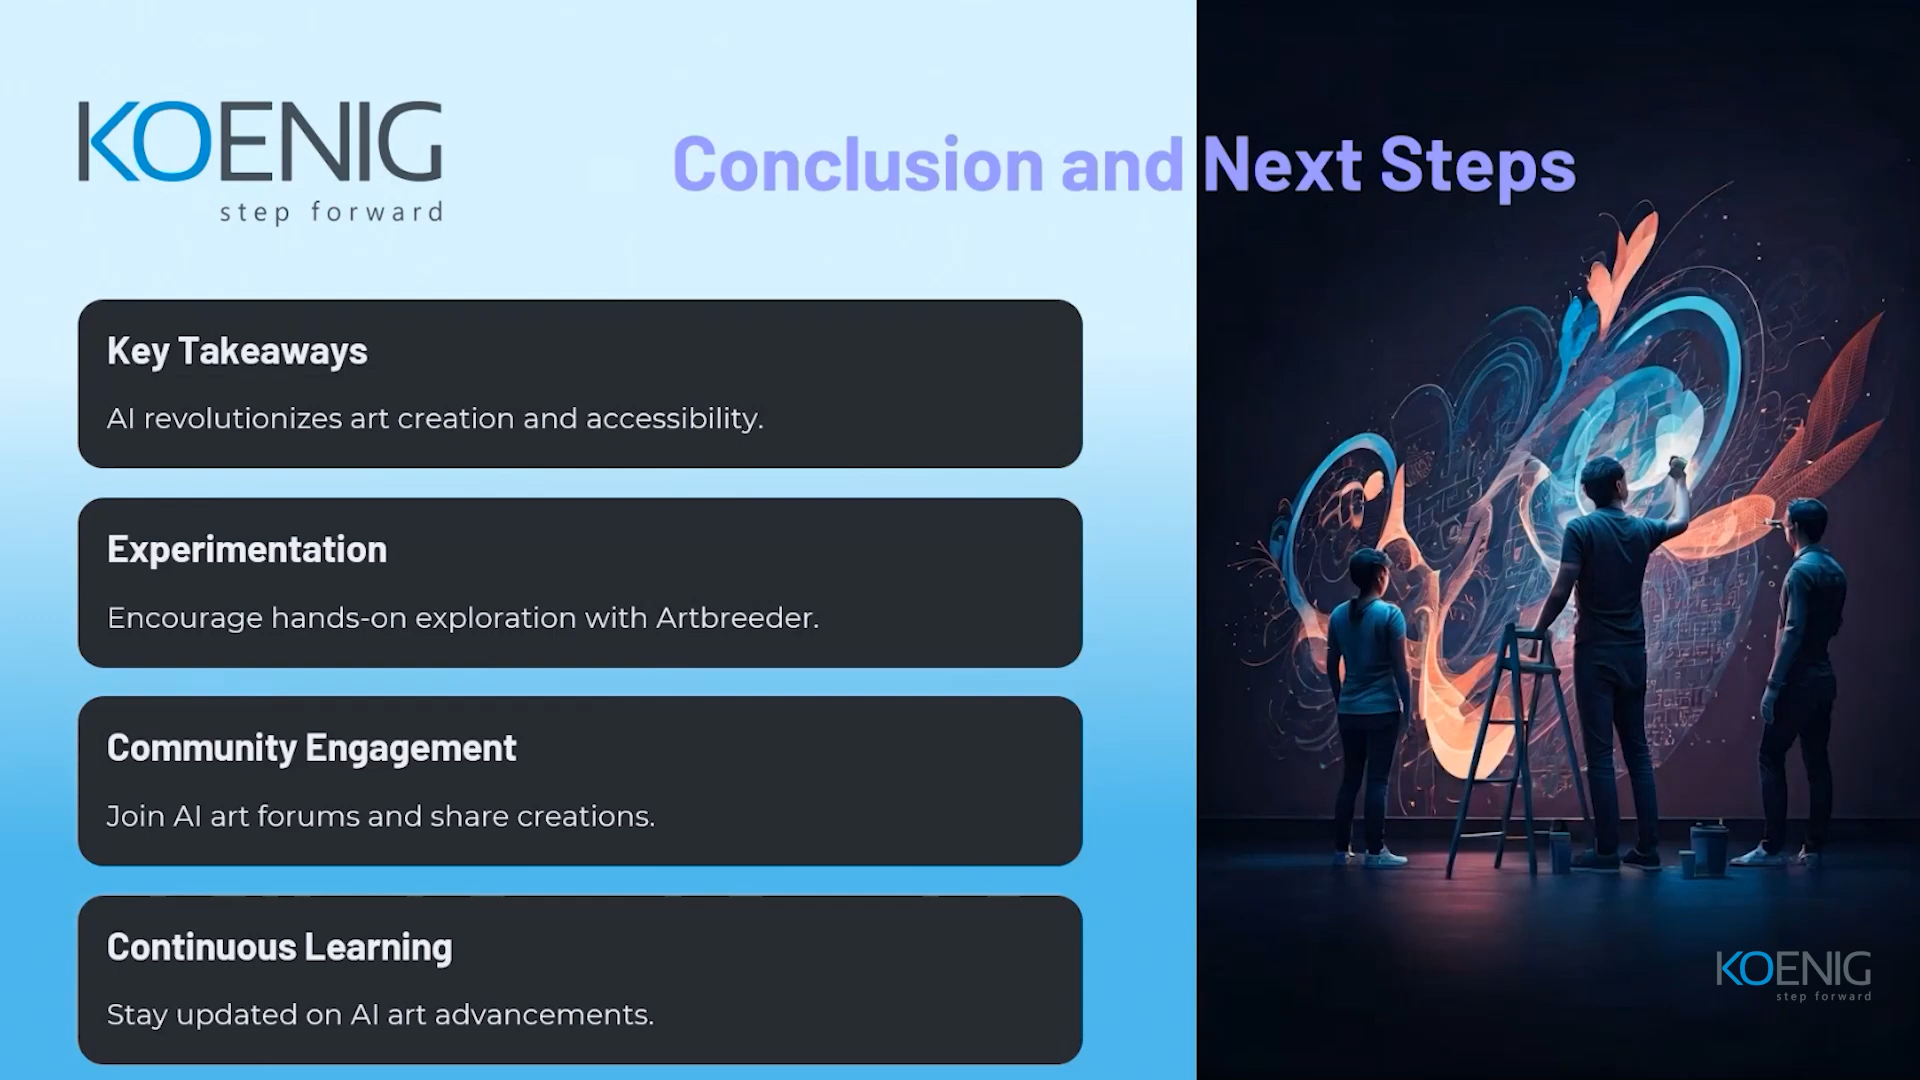 KOENIG
step forward
Conclusion and Next Steps
Key Takeaways
AI revolutionizes art creation and accessibility.
Experimentation
Encourage hands-on exploration with Artbreeder.
Community Engagement
Join AI art forums and share creations.
Continuous Learning
Stay updated on AI art advancements.
KOENIG
step forward